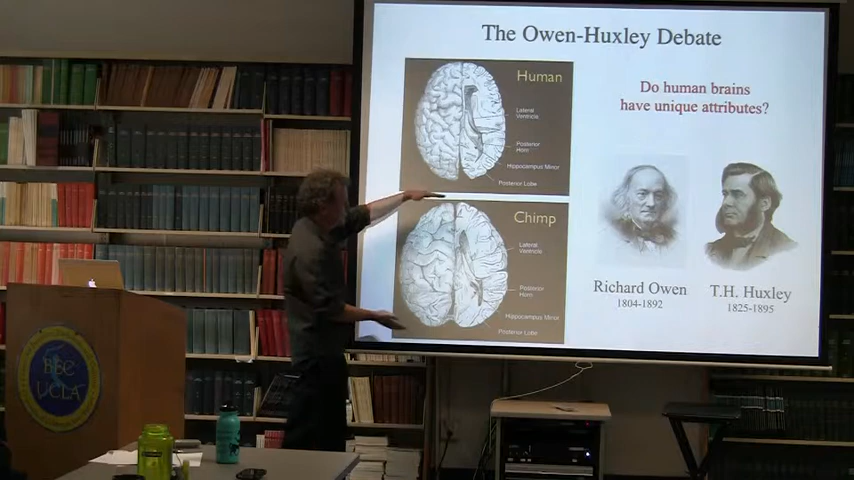 The Owen-Huxley Debate
Human
Lateral
Ventricle
Posterior
Horn
Hippocampus Minor
Posterior Lobe
Chimp
Lateral
Ventricle
Posterior
Horn
Hippocampus Minor
Posterior Lobe
Do human brains
have unique attributes?
Richard Owen
1804-1892
T.H. Huxley
1825-1895
UCLA